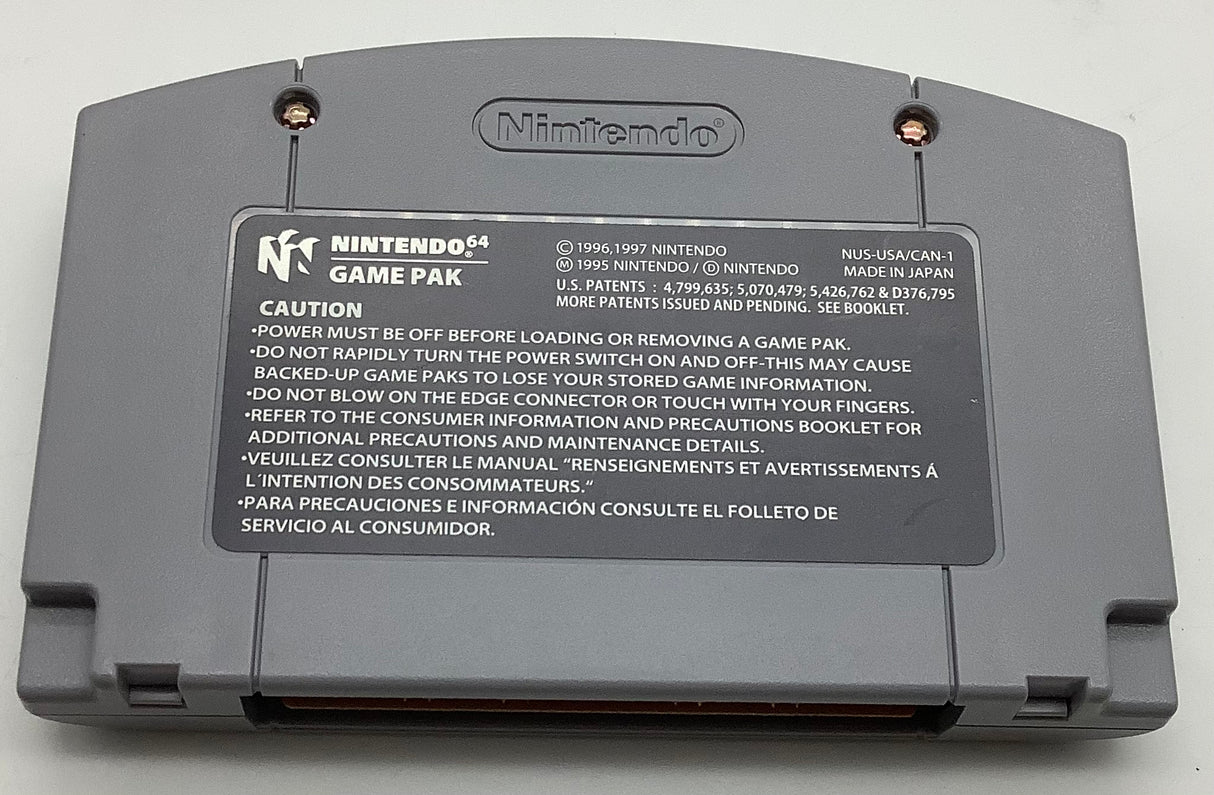 Nintendo®
NINTENDO®64
GAME PAK
© 1996,1997 NINTENDO
Ⓜ 1995 NINTENDO / Ⓓ NINTENDO
NUS-USA/CAN-1
MADE IN JAPAN
U.S. PATENTS : 4,799,635; 5,070,479; 5,426,762 & D376,795
MORE PATENTS ISSUED AND PENDING. SEE BOOKLET.
CAUTION
•POWER MUST BE OFF BEFORE LOADING OR REMOVING A GAME PAK.
•DO NOT RAPIDLY TURN THE POWER SWITCH ON AND OFF-THIS MAY CAUSE
BACKED-UP GAME PAKS TO LOSE YOUR STORED GAME INFORMATION.
•DO NOT BLOW ON THE EDGE CONNECTOR OR TOUCH WITH YOUR FINGERS.
•REFER TO THE CONSUMER INFORMATION AND PRECAUTIONS BOOKLET FOR
ADDITIONAL PRECAUTIONS AND MAINTENANCE DETAILS.
•VEUILLEZ CONSULTER LE MANUAL "RENSEIGNEMENTS ET AVERTISSEMENTS Á
L'INTENTION DES CONSOMMATEURS."
•PARA PRECAUCIONES E INFORMACIÓN CONSULTE EL FOLLETO DE
SERVICIO AL CONSUMIDOR.